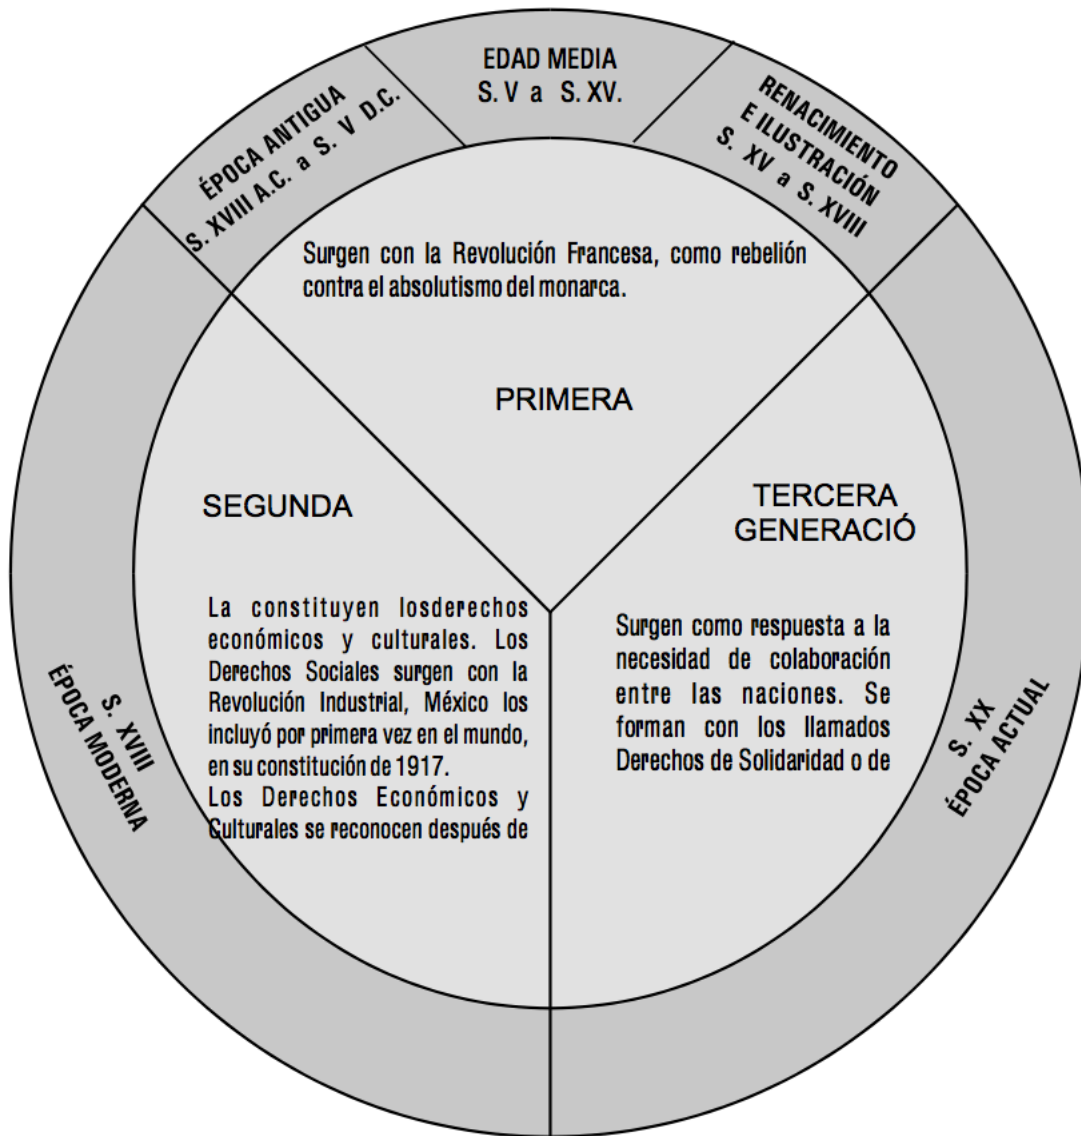 EDAD MEDIA
S. V a S. XV.
ÉPOCA ANTIGUA
S. XVIII A.C. a S. V D.C.
RENACIMIENTO
E ILUSTRACIÓN
S. XV a S. XVIII
Surgen con la Revolución Francesa, como rebelión
contra el absolutismo del monarca.
PRIMERA
SEGUNDA
La constituyen losderechos
económicos y culturales. Los
Derechos Sociales surgen con la
Revolución Industrial, México los
incluyó por primera vez en el mundo,
en su constitución de 1917.
Los Derechos Económicos y
Culturales se reconocen después de
TERCERA
GENERACIÓ
Surgen como respuesta a la
necesidad de colaboración
entre las naciones. Se
forman con los llamados
Derechos de Solidaridad o de
S. XVIII
ÉPOCA MODERNA
S. XX
ÉPOCA ACTUAL